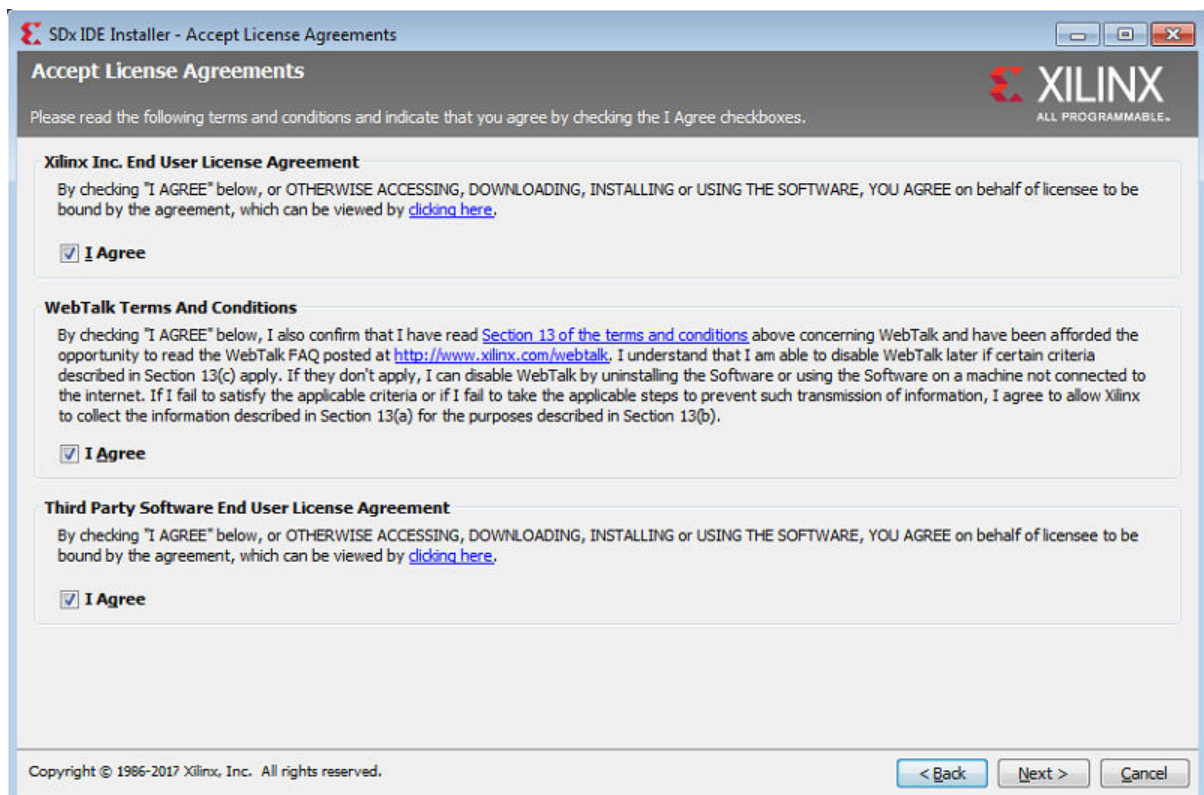 SDx IDE Installer - Accept License Agreements
Accept License Agreements
XILINX
ALL PROGRAMMABLE.
Please read the following terms and conditions and indicate that you agree by checking the I Agree checkboxes.
Xilinx Inc. End User License Agreement
By checking "I AGREE" below, or OTHERWISE ACCESSING, DOWNLOADING, INSTALLING or USING THE SOFTWARE, YOU AGREE on behalf of licensee to be
bound by the agreement, which can be viewed by clicking here.
I Agree
WebTalk Terms And Conditions
By checking "I AGREE" below, I also confirm that I have read Section 13 of the terms and conditions above concerning WebTalk and have been afforded the
opportunity to read the WebTalk FAQ posted at http://www.xilinx.com/webtalk. I understand that I am able to disable WebTalk later if certain criteria
described in Section 13(c) apply. If they don't apply, I can disable WebTalk by uninstalling the Software or using the Software on a machine not connected to
the internet. If I fail to satisfy the applicable criteria or if I fail to take the applicable steps to prevent such transmission of information, I agree to allow Xilinx
to collect the information described in Section 13(a) for the purposes described in Section 13(b).
I Agree
Third Party Software End User License Agreement
By checking "I AGREE" below, or OTHERWISE ACCESSING, DOWNLOADING, INSTALLING or USING THE SOFTWARE, YOU AGREE on behalf of licensee to be
bound by the agreement, which can be viewed by clicking here.
I Agree
Copyright © 1986-2017 Xilinx, Inc. All rights reserved.
< Back
Next >
Cancel